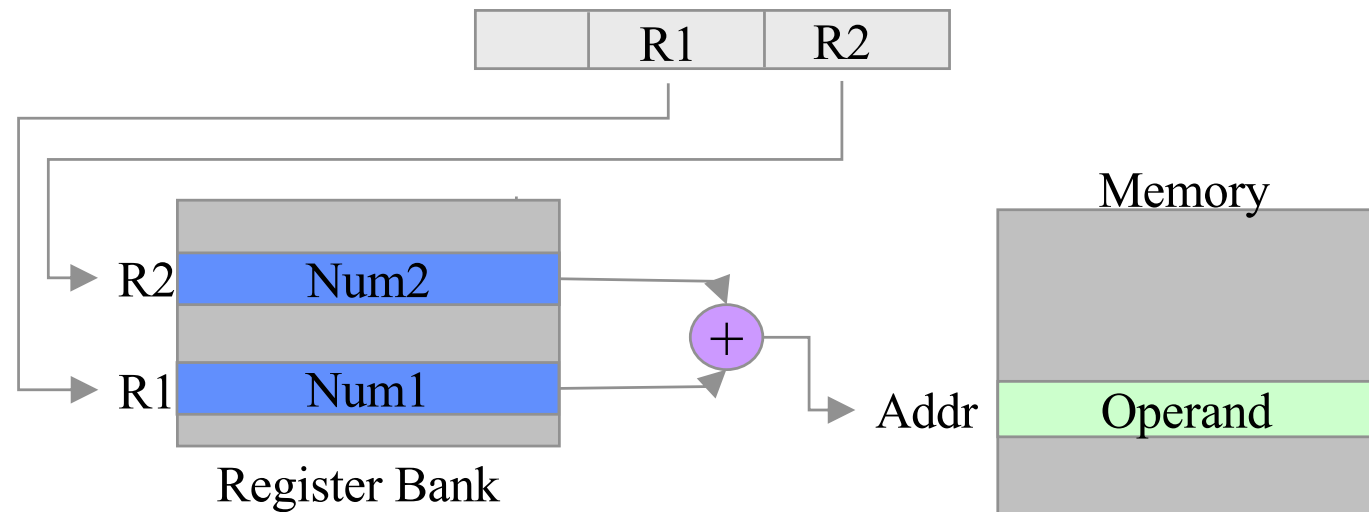 R1 R2
Memory
R2 Num2
+
R1 Num1
Addr Operand
Register Bank